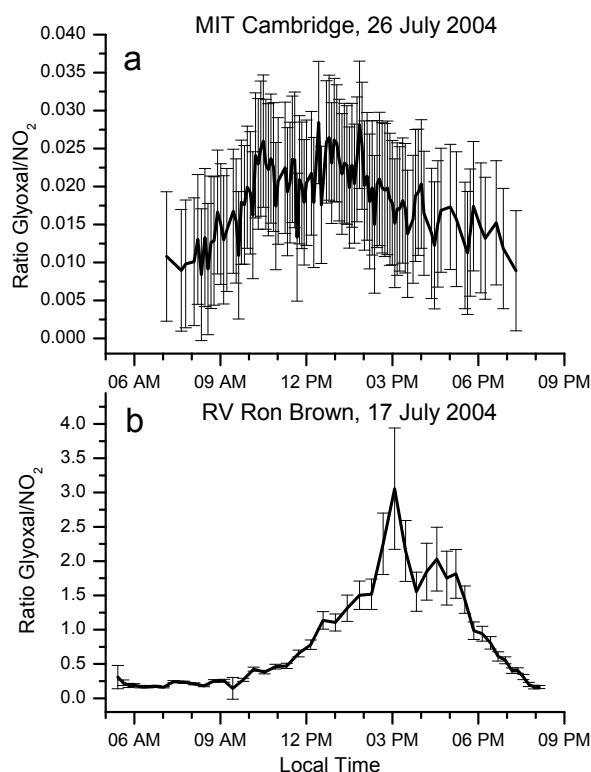 MIT Cambridge, 26 July 2004
a
0.040
0.035
0.030
0.025
0.020
0.015
0.010
0.005
0.000
Ratio Glyoxal/NO₂
06 AM 09 AM 12 PM 03 PM 06 PM 09 PM
RV Ron Brown, 17 July 2004
b
4.0
3.5
3.0
2.5
2.0
1.5
1.0
0.5
0.0
Ratio Glyoxal/NO₂
06 AM 09 AM 12 PM 03 PM 06 PM 09 PM
Local Time